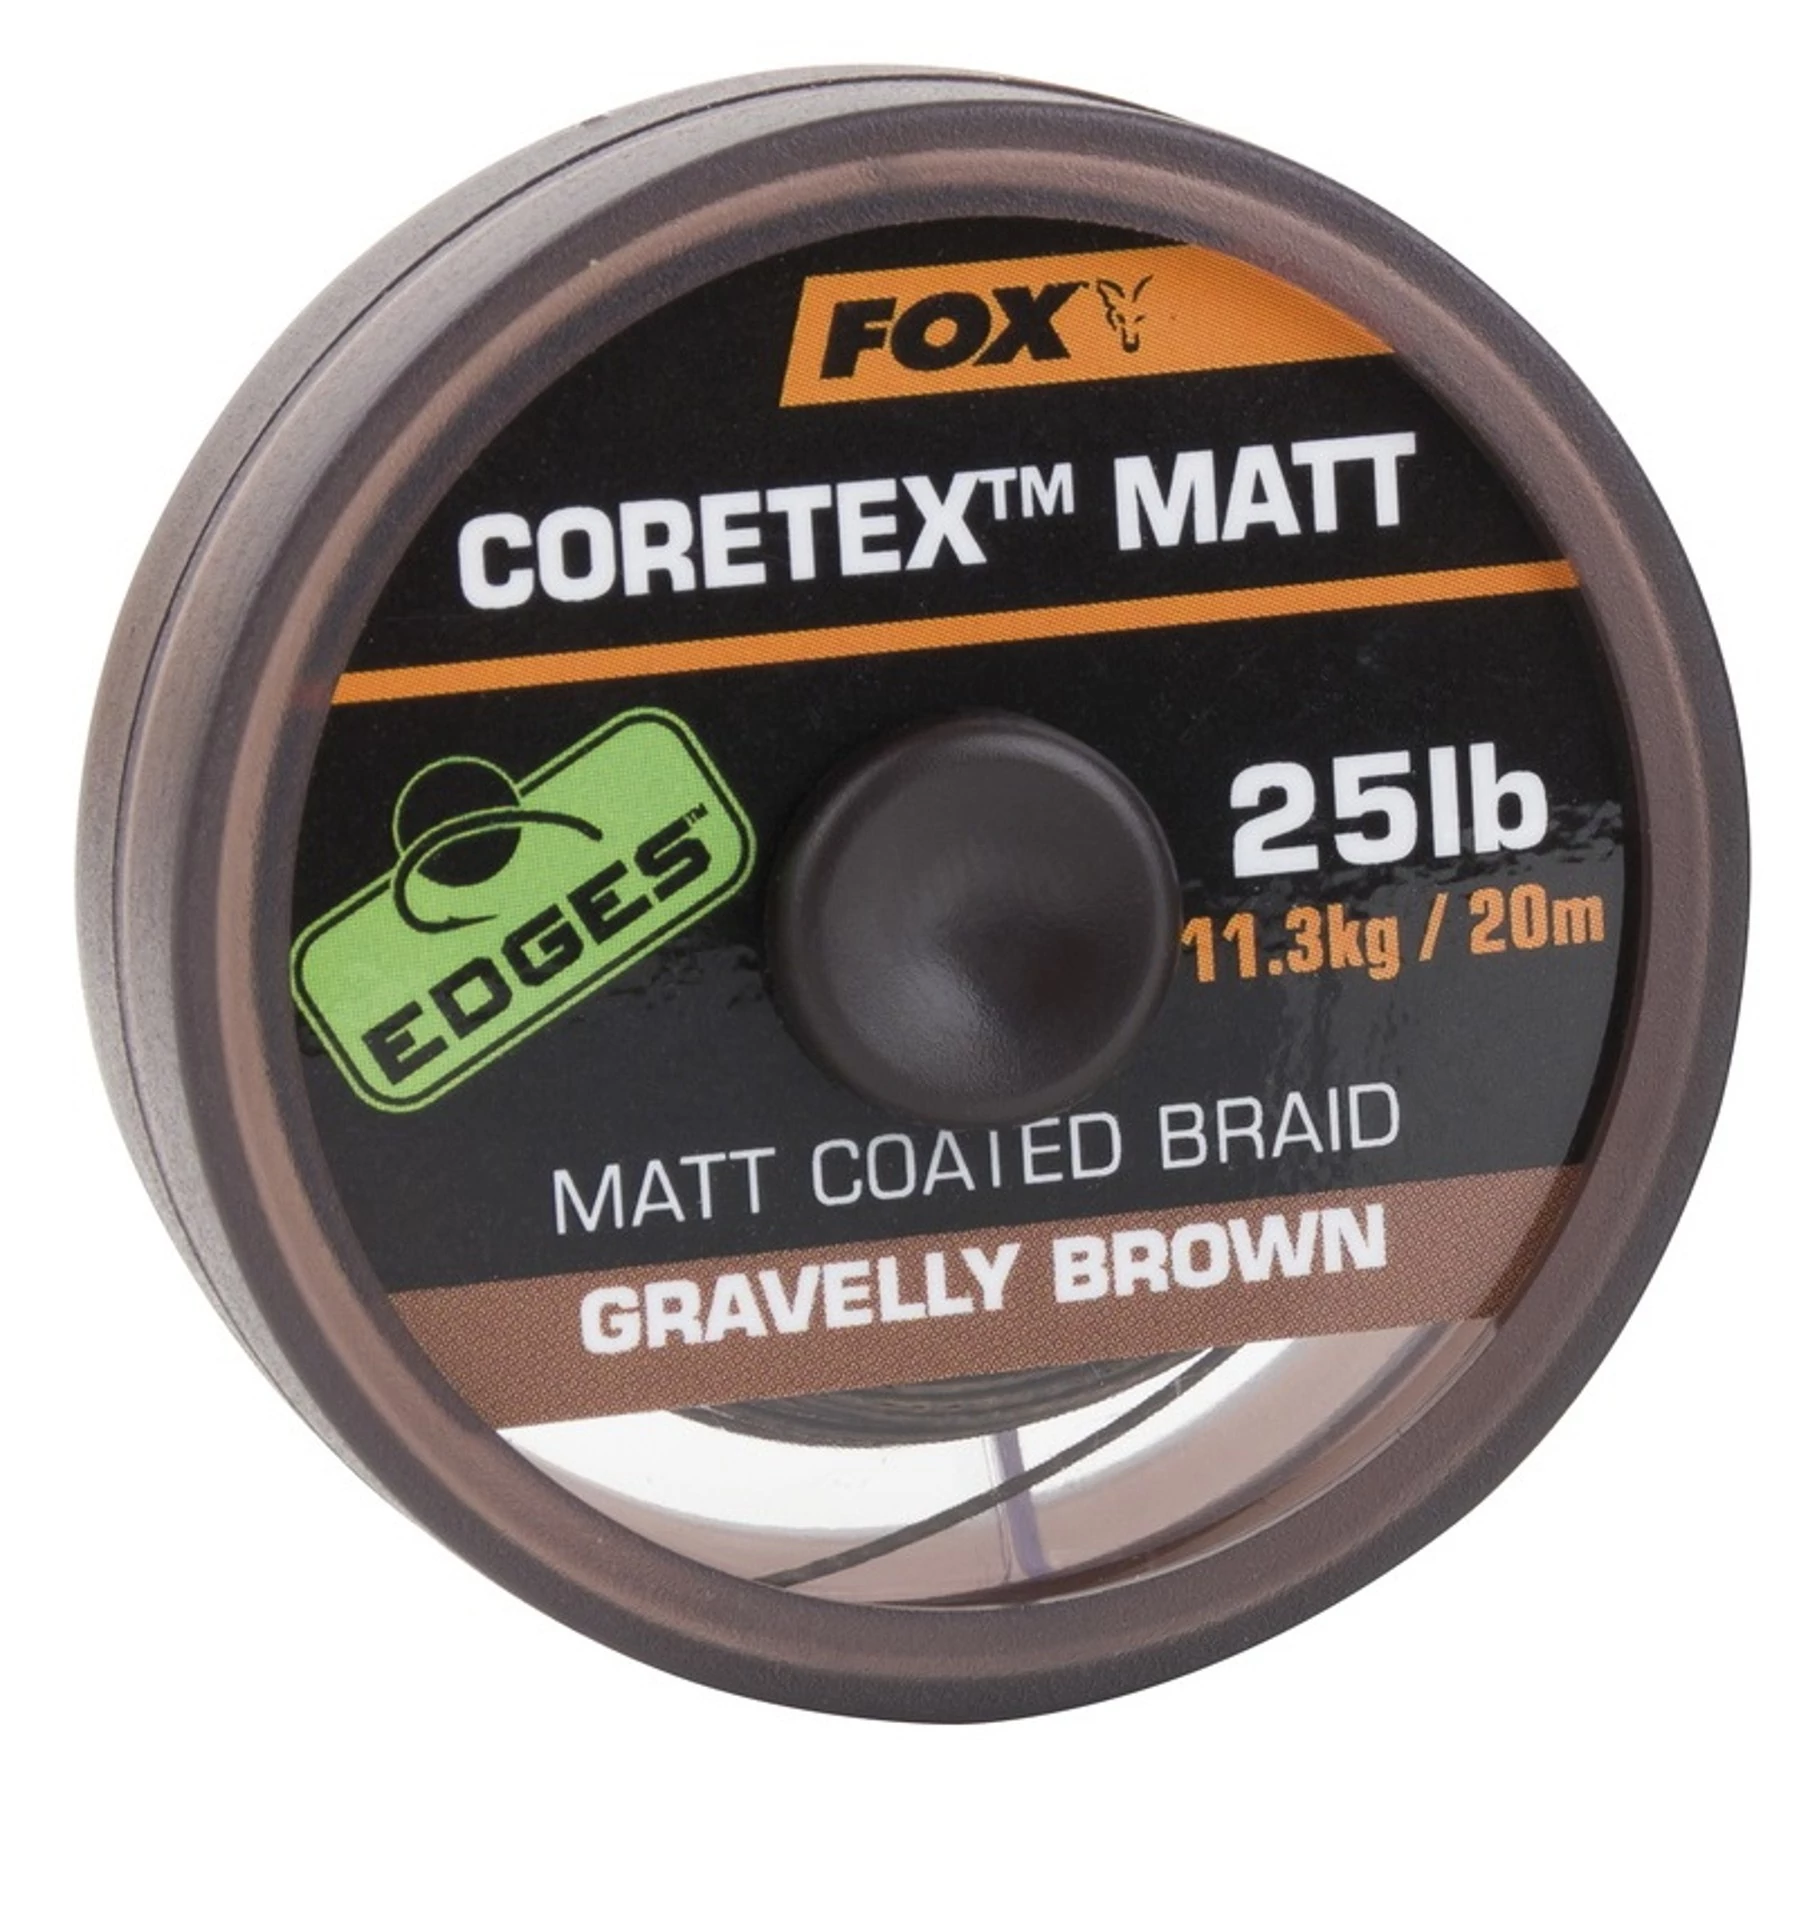 FOX
CORETEX™ MATT
EDGES™
25lb
11.3kg / 20m
MATT COATED BRAID
GRAVELLY BROWN